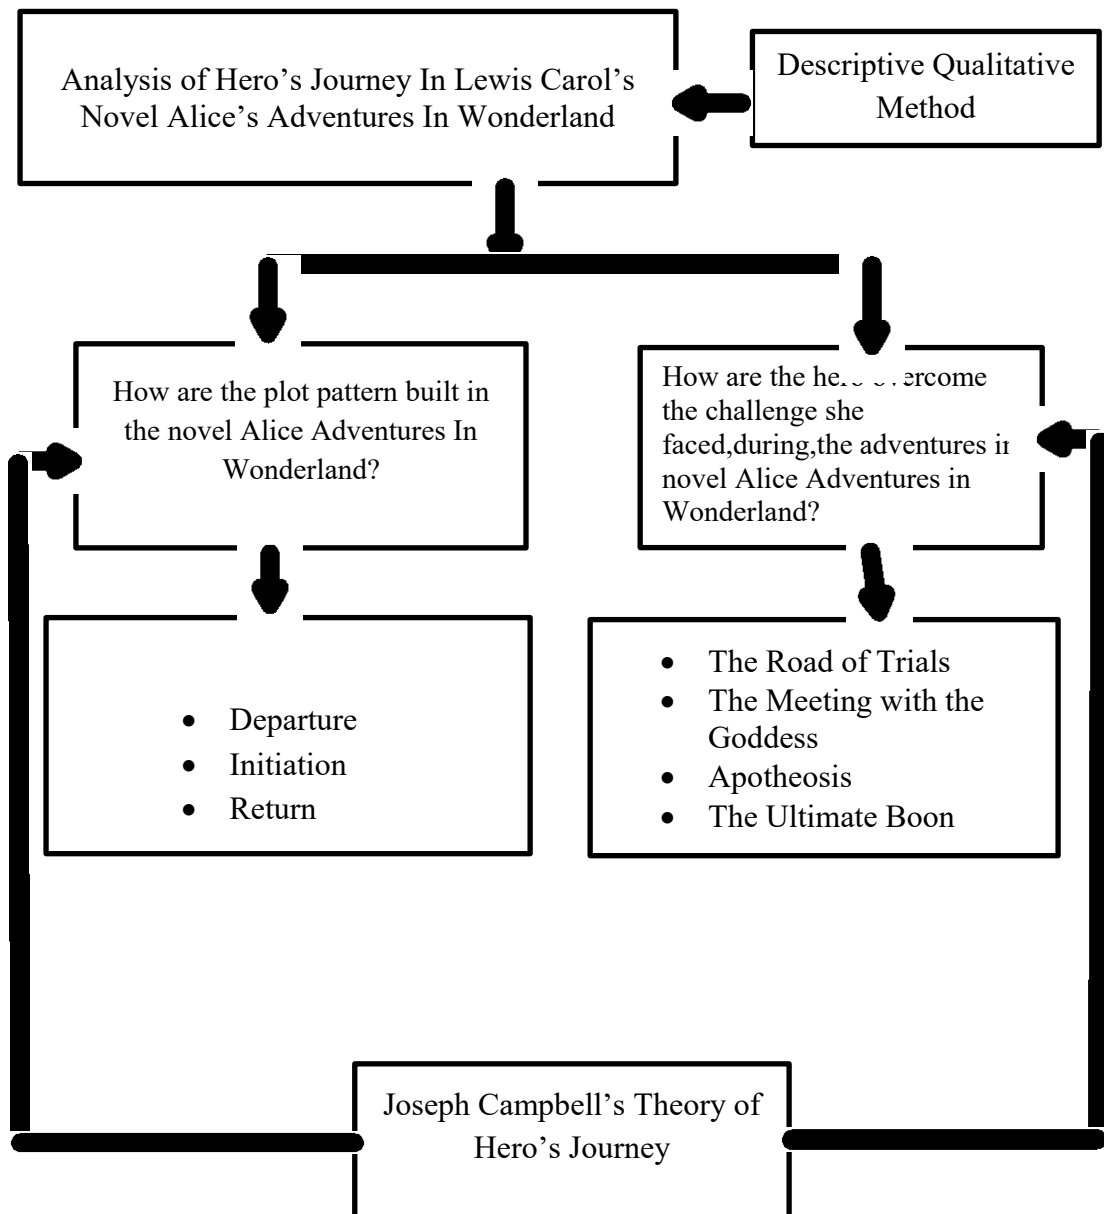 Analysis of Hero’s Journey In Lewis Carol’s
Novel Alice’s Adventures In Wonderland
Descriptive Qualitative
Method
How are the plot pattern built in
the novel Alice Adventures In
Wonderland?
How are the hero overcome
the challenge she
faced,during,the adventures in
novel Alice Adventures in
Wonderland?
• Departure
• Initiation
• Return
• The Road of Trials
• The Meeting with the
Goddess
• Apotheosis
• The Ultimate Boon
Joseph Campbell’s Theory of
Hero’s Journey